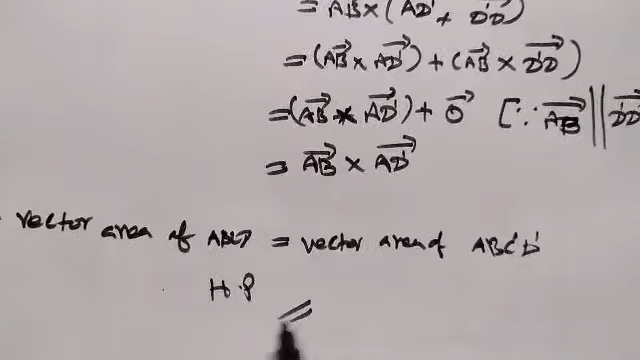 = AB × (AD' + D'D)
= (AB × AD') + (AB × D'D)
= (AB × AD') + 0 [∵ AB || D'D
= AB × AD'
vector area of ABCD = vector area of ABC'D'
H.P